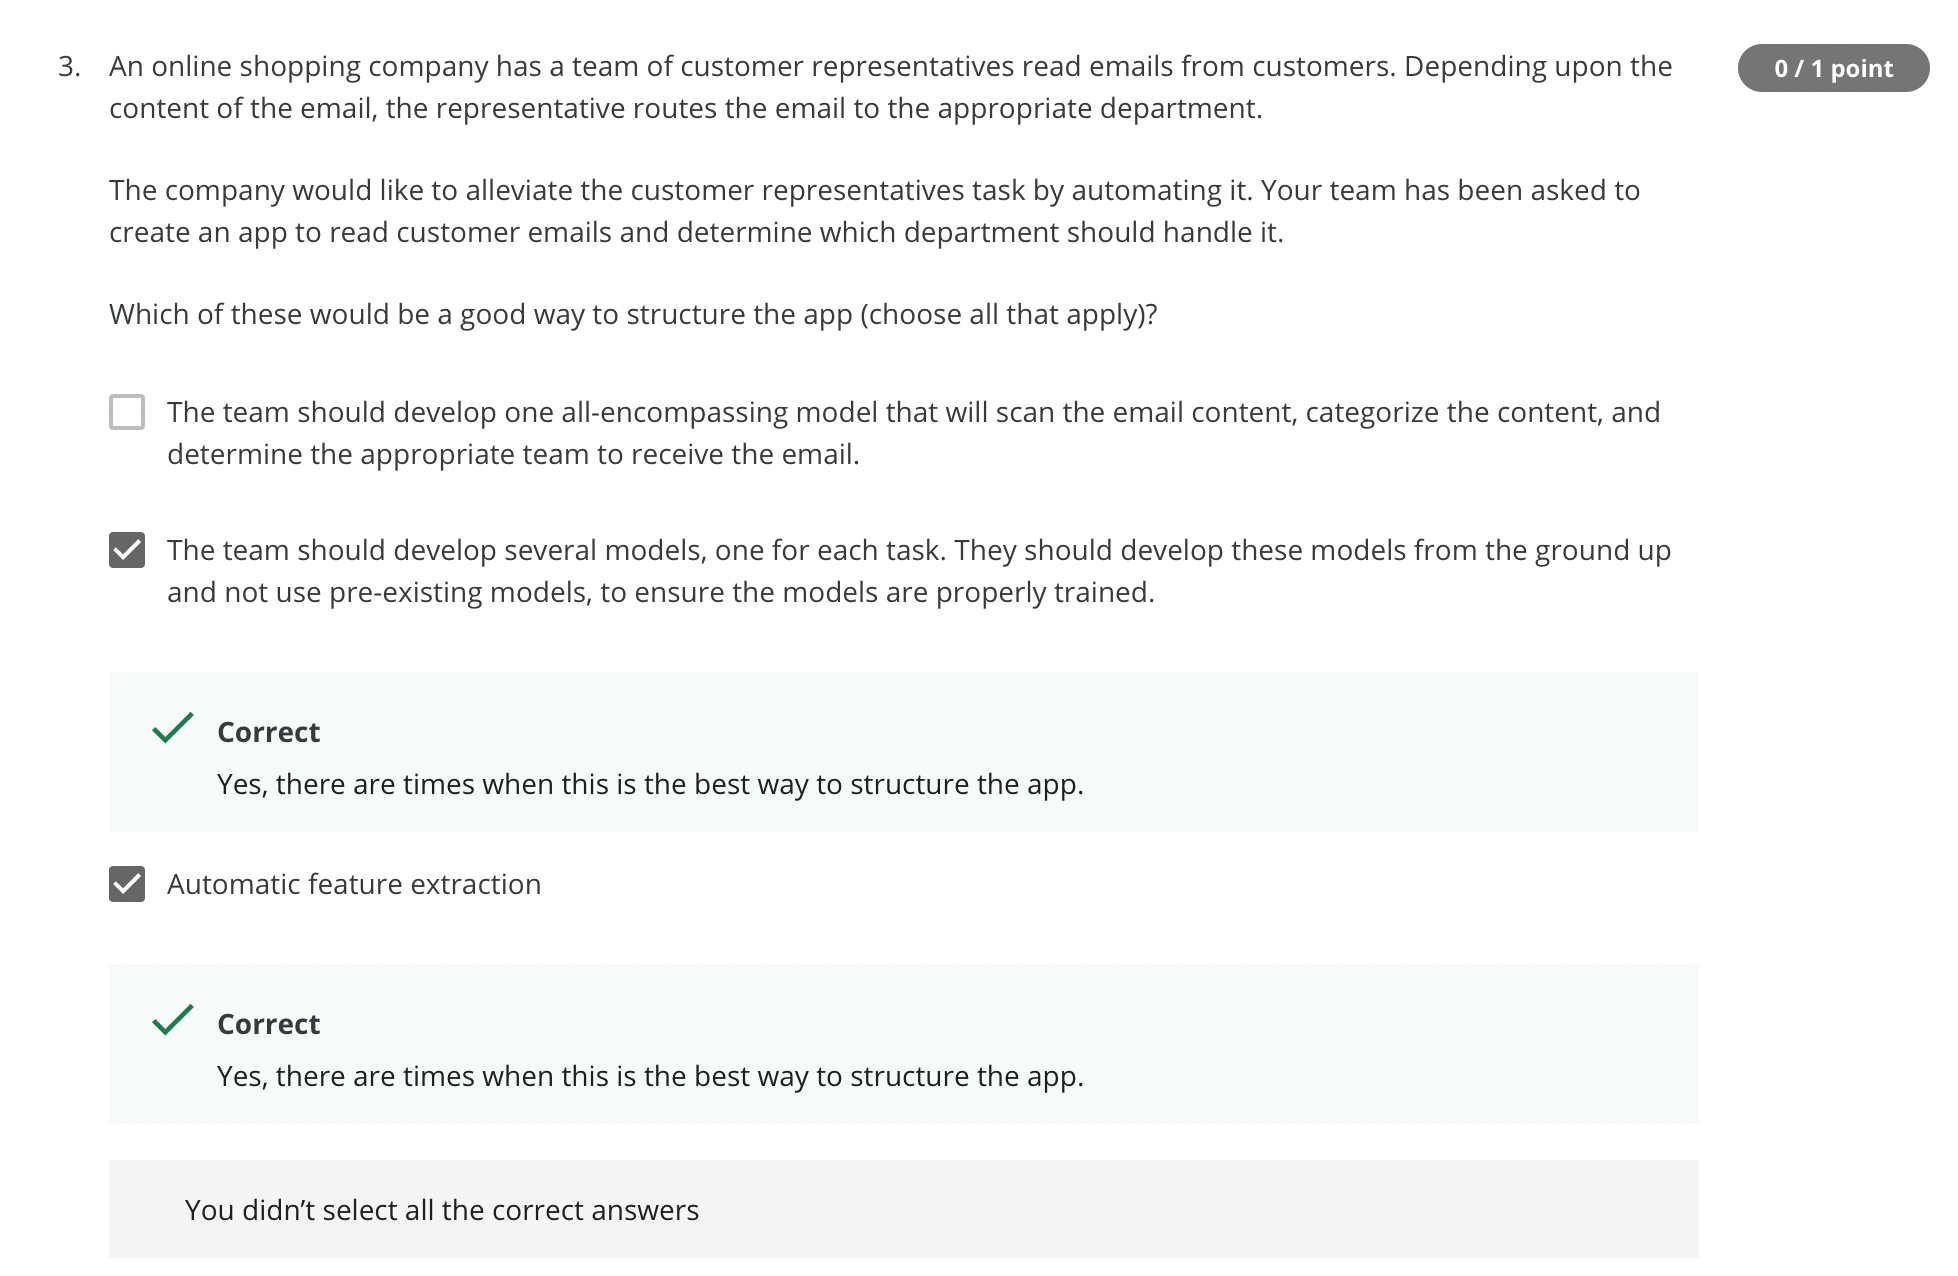 3. An online shopping company has a team of customer representatives read emails from customers. Depending upon the
0 / 1 point
content of the email, the representative routes the email to the appropriate department.
The company would like to alleviate the customer representatives task by automating it. Your team has been asked to
create an app to read customer emails and determine which department should handle it.
Which of these would be a good way to structure the app (choose all that apply)?
The team should develop one all-encompassing model that will scan the email content, categorize the content, and
determine the appropriate team to receive the email.
The team should develop several models, one for each task. They should develop these models from the ground up
and not use pre-existing models, to ensure the models are properly trained.
Correct
Yes, there are times when this is the best way to structure the app.
Automatic feature extraction
Correct
Yes, there are times when this is the best way to structure the app.
You didn’t select all the correct answers